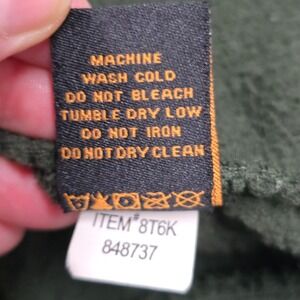 MACHINE
WASH COLD
DO NOT BLEACH
TUMBLE DRY LOW
DO NOT IRON
DO NOT DRY CLEAN
ITEM# 8T6K
848737